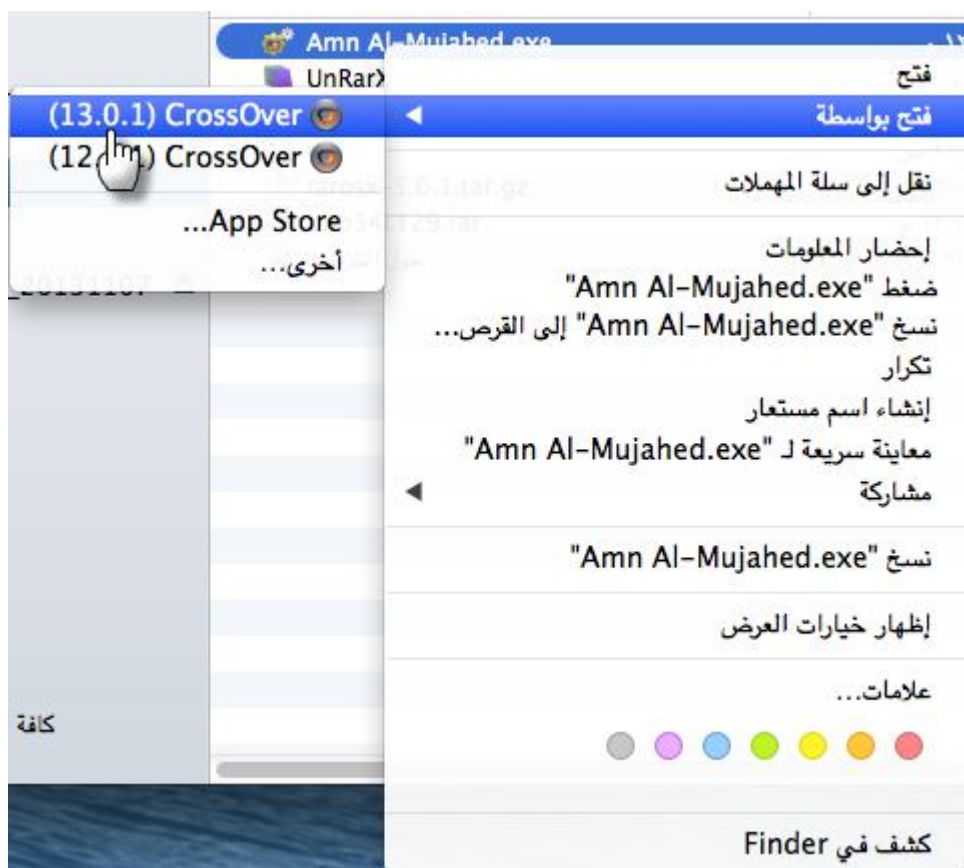 Amn Al-Mujahed.exe
UnRarX
فتح
فتح بواسطة
(13.0.1) CrossOver
CrossOver
App Store...
أخرى...
نقل إلى سلة المهملات
إحضار المعلومات
ضغط "Amn Al-Mujahed.exe"
نسخ "Amn Al-Mujahed.exe" إلى القرص...
تكرار
إنشاء اسم مستعار
معاينة سريعة لـ "Amn Al-Mujahed.exe"
مشاركة
نسخ "Amn Al-Mujahed.exe"
إظهار خيارات العرض
علامات...
كافة
كشف في Finder